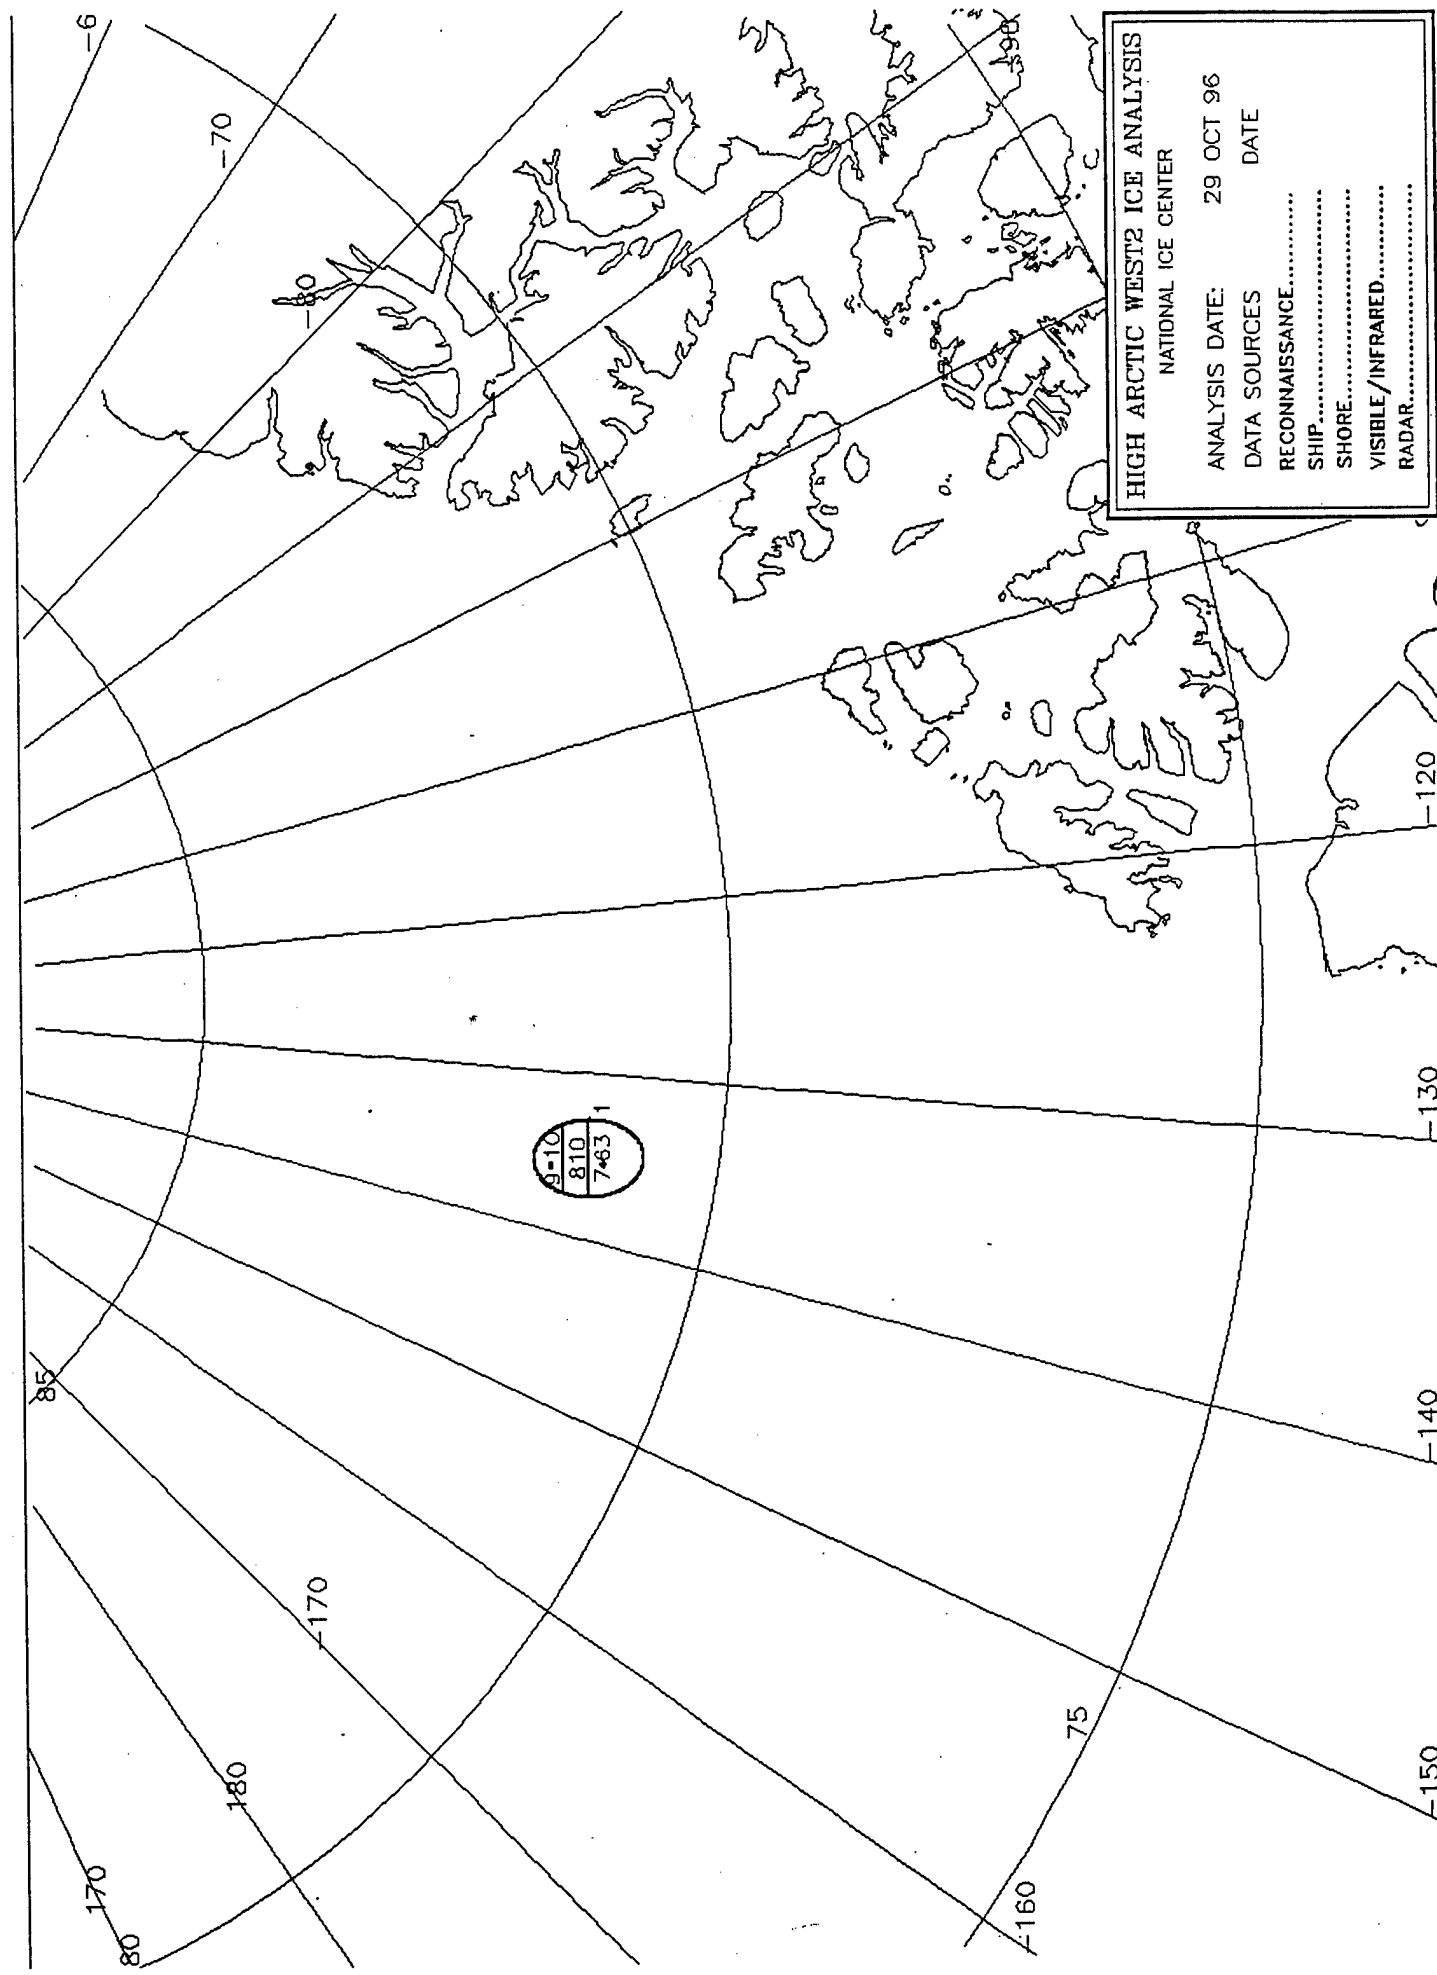 HIGH ARCTIC WEST2 ICE ANALYSIS
NATIONAL ICE CENTER
ANALYSIS DATE: 29 OCT 96
DATA SOURCES DATE
RECONNAISSANCE............
SHIP............................
SHORE..........................
VISIBLE/INFRARED............
RADAR..........................
9-10
810
7•63
1
-6
-70
-80
-90
85
-170
180
170
80
75
-160
-150
-140
-130
-120